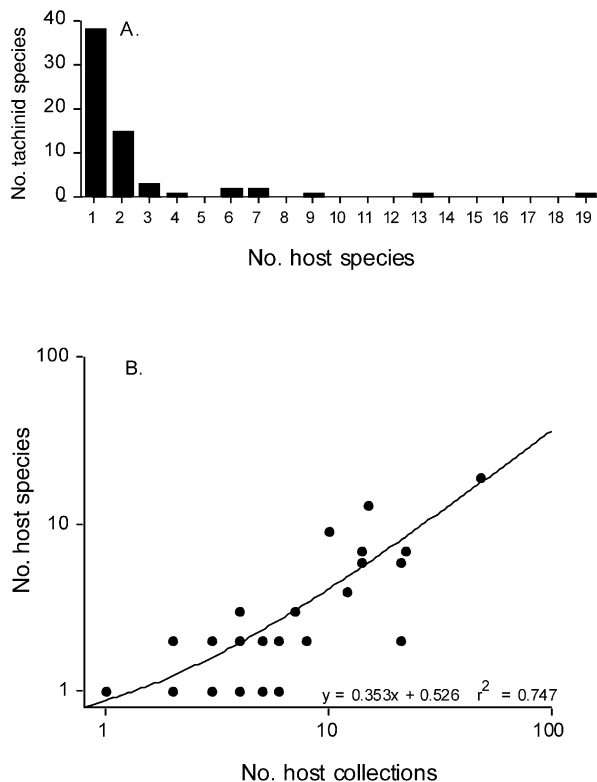 A.
No. tachinid species
40
30
20
10
0
1 2 3 4 5 6 7 8 9 10 11 12 13 14 15 16 17 18 19
No. host species
B.
No. host species
100
10
1
y = 0.353x + 0.526 r2 = 0.747
1 10 100
No. host collections